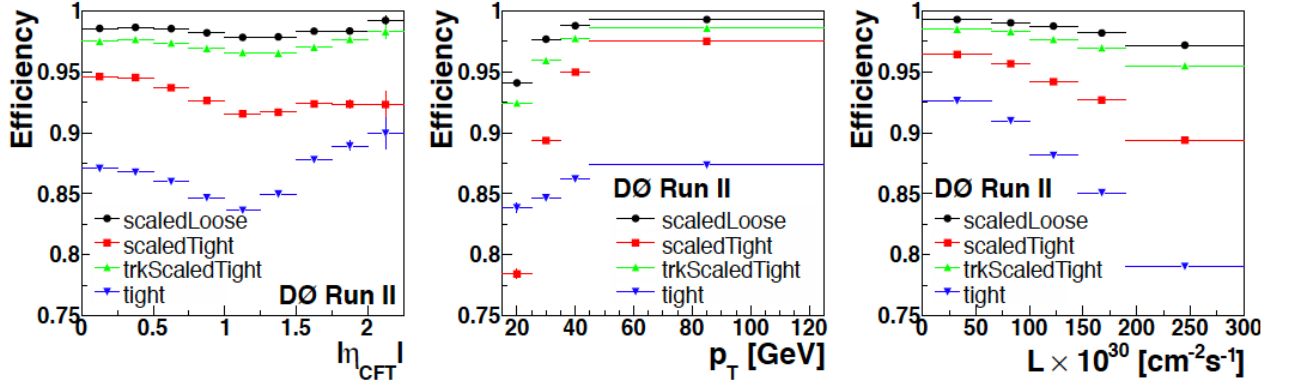 Efficiency
1
0.95
0.9
0.85
0.8
0.75
scaledLoose
scaledTight
trkScaledTight
tight
DØ Run II
0 0.5 1 1.5 2
|η_CFT|
Efficiency
1
0.95
0.9
0.85
0.8
0.75
DØ Run II
scaledLoose
scaledTight
trkScaledTight
tight
20 40 60 80 100 120
p_T [GeV]
Efficiency
1
0.95
0.9
0.85
0.8
0.75
DØ Run II
scaledLoose
scaledTight
trkScaledTight
tight
0 50 100 150 200 250 300
L × 10³⁰ [cm⁻²s⁻¹]